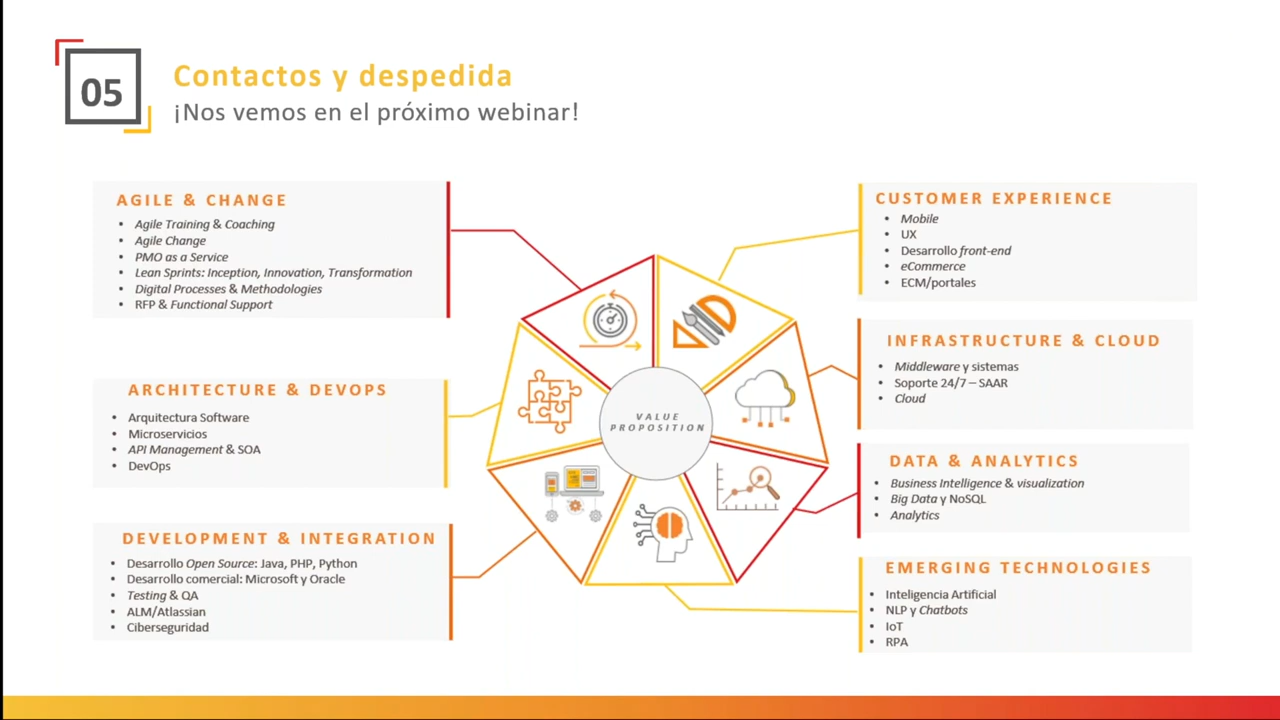 05
Contactos y despedida
¡Nos vemos en el próximo webinar!
AGILE & CHANGE
• Agile Training & Coaching
• Agile Change
• PMO as a Service
• Lean Sprints: Inception, Innovation, Transformation
• Digital Processes & Methodologies
• RFP & Functional Support
ARCHITECTURE & DEVOPS
• Arquitectura Software
• Microservicios
• API Management & SOA
• DevOps
DEVELOPMENT & INTEGRATION
• Desarrollo Open Source: Java, PHP, Python
• Desarrollo comercial: Microsoft y Oracle
• Testing & QA
• ALM/Atlassian
• Ciberseguridad
VALUE
PROPOSITION
CUSTOMER EXPERIENCE
• Mobile
• UX
• Desarrollo front-end
• eCommerce
• ECM/portales
INFRASTRUCTURE & CLOUD
• Middleware y sistemas
• Soporte 24/7 – SAAR
• Cloud
DATA & ANALYTICS
• Business Intelligence & visualization
• Big Data y NoSQL
• Analytics
EMERGING TECHNOLOGIES
• Inteligencia Artificial
• NLP y Chatbots
• IoT
• RPA